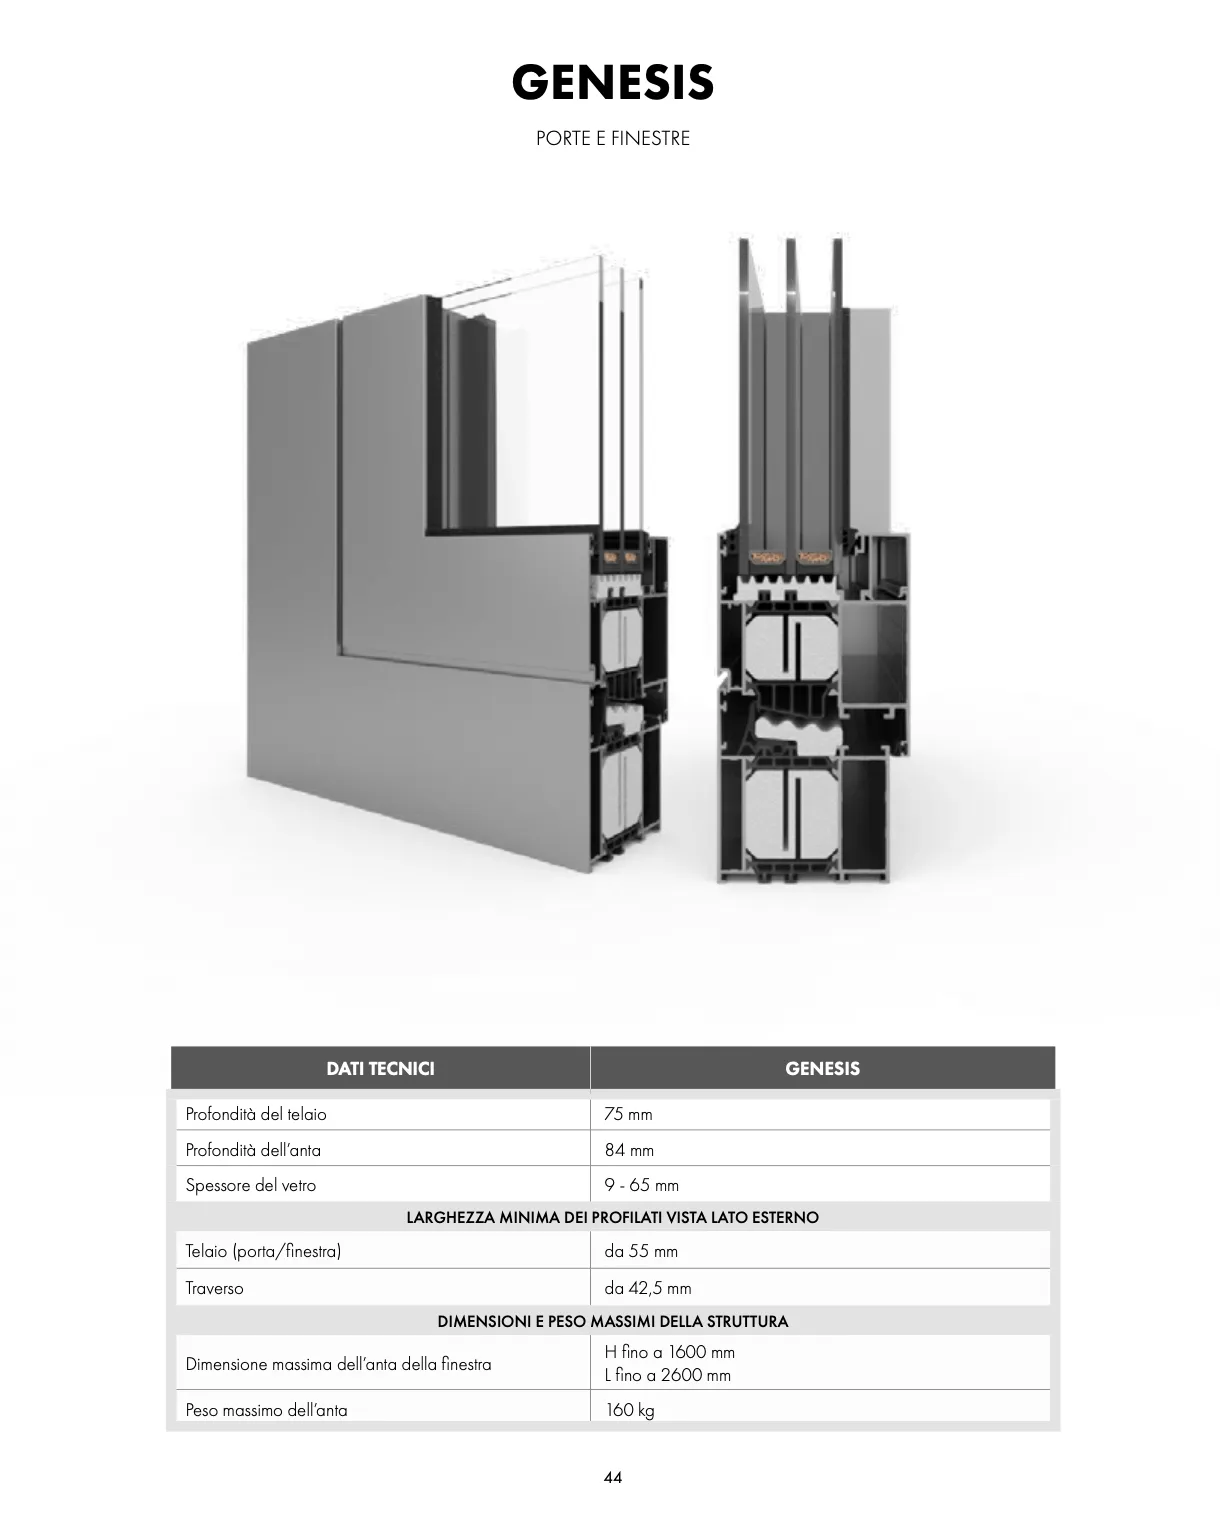 GENESIS
PORTE E FINESTRE
DATI TECNICI
GENESIS
Profondità del telaio
75 mm
Profondità dell'anta
84 mm
Spessore del vetro
9 - 65 mm
LARGHEZZA MINIMA DEI PROFILATI VISTA LATO ESTERNO
Telaio (porta/finestra)
da 55 mm
Traverso
da 42,5 mm
DIMENSIONI E PESO MASSIMI DELLA STRUTTURA
Dimensione massima dell'anta della finestra
H fino a 1600 mm
L fino a 2600 mm
Peso massimo dell'anta
160 kg
44